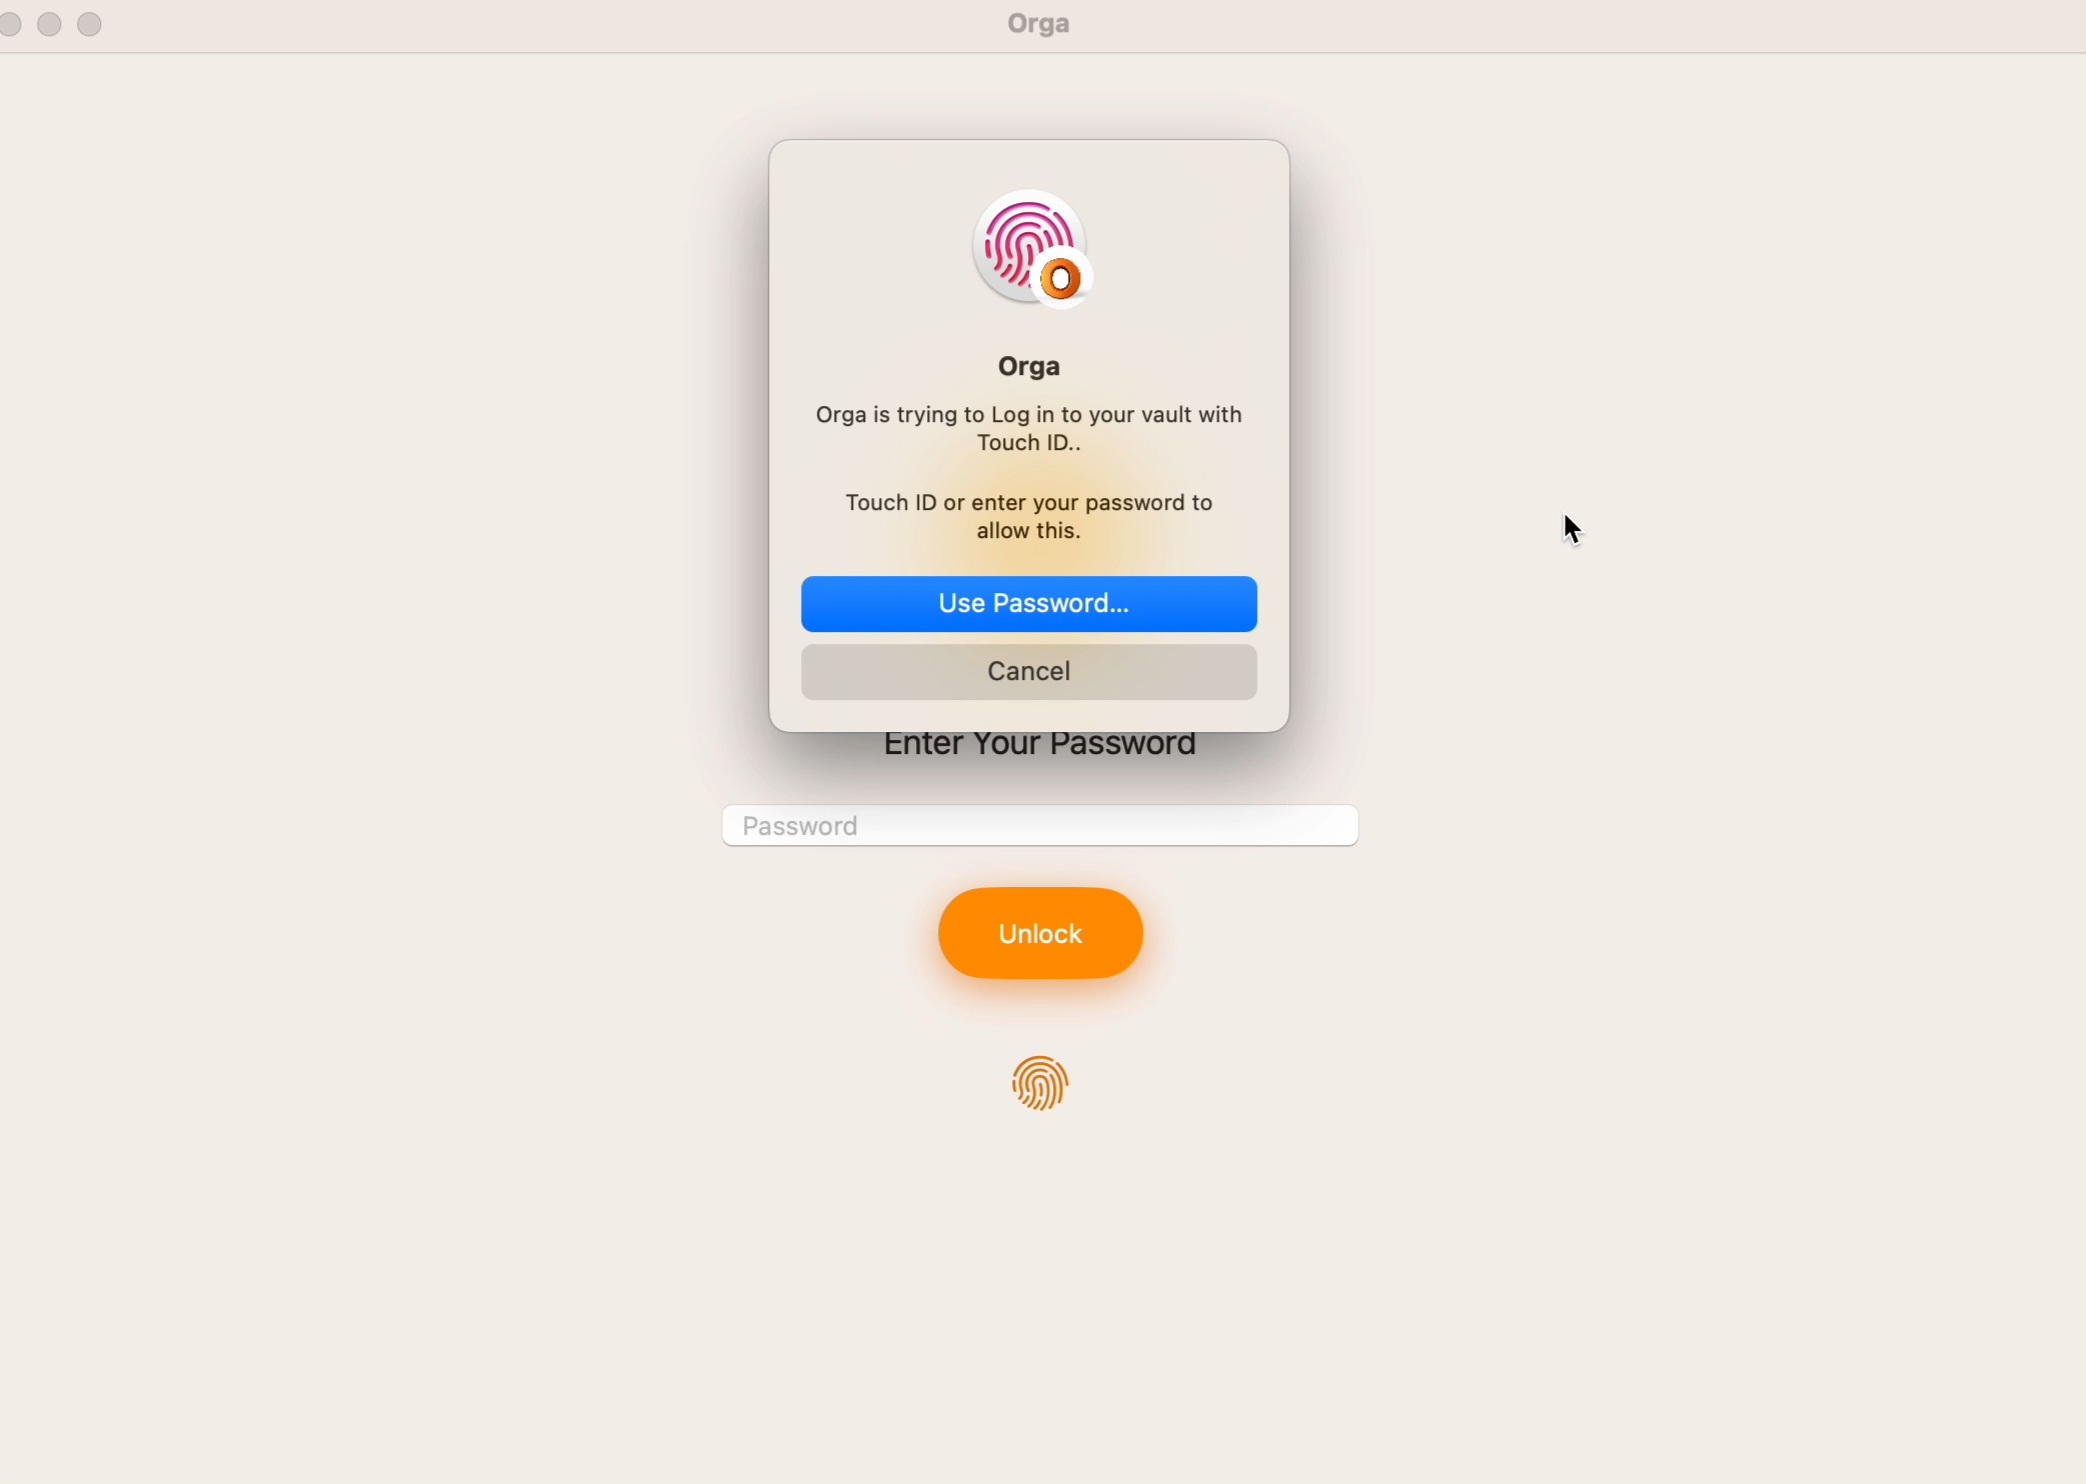 Orga
Orga
Orga is trying to Log in to your vault with
Touch ID..
Touch ID or enter your password to
allow this.
Use Password...
Cancel
Enter Your Password
Password
Unlock